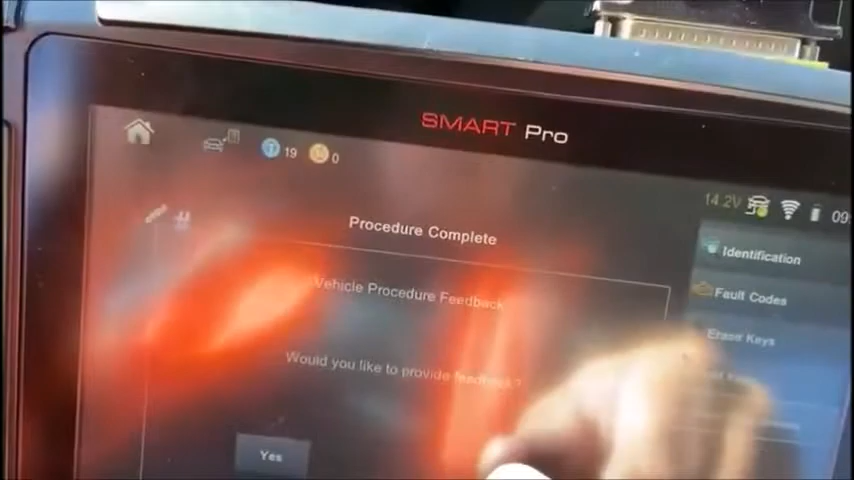 SMART Pro
19
0
14.2V
09:
Procedure Complete
Identification
Vehicle Procedure Feedback
Fault Codes
Erase Keys
Would you like to provide feedback?
Yes